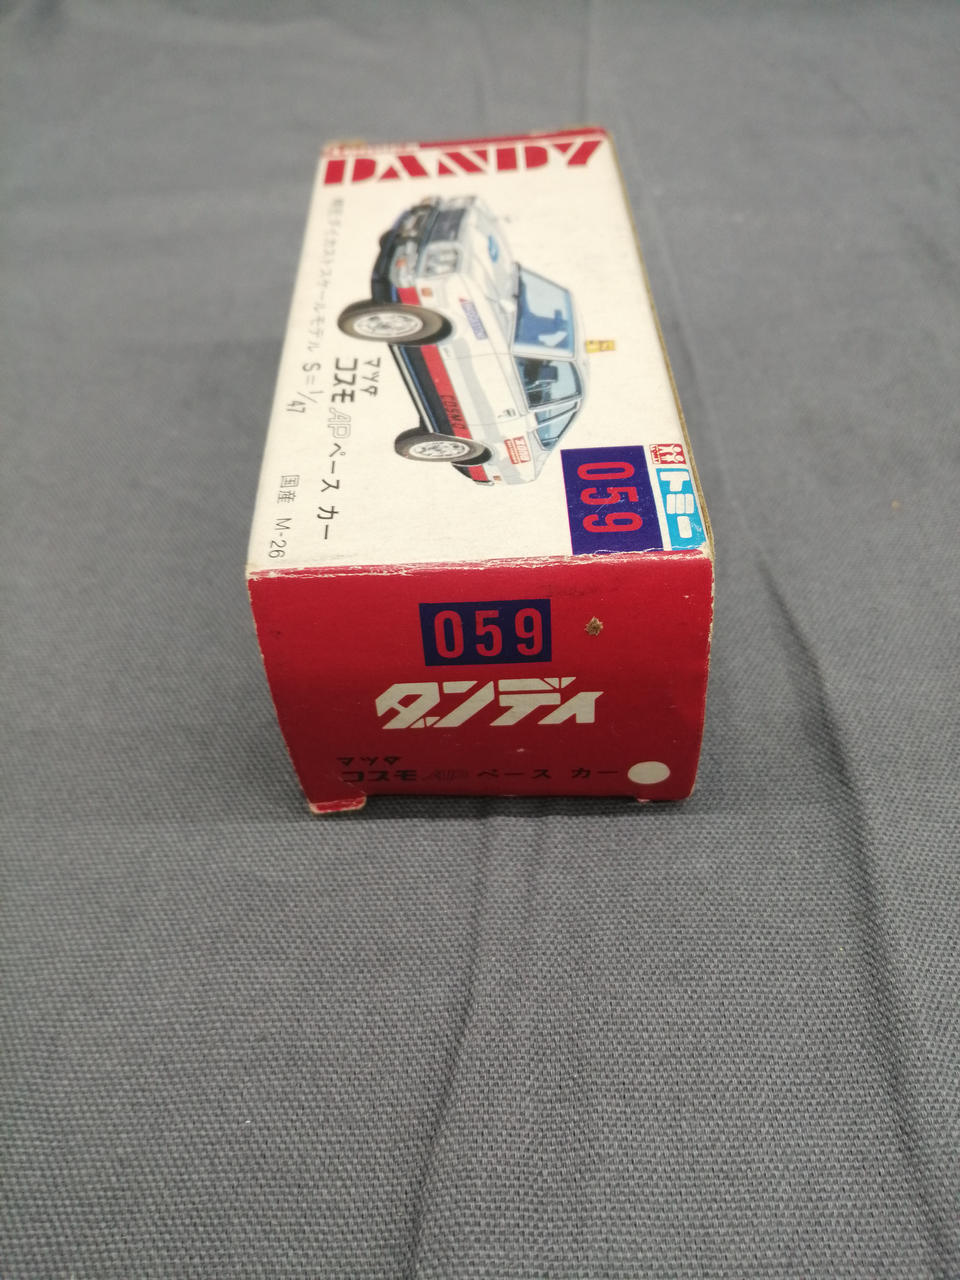 DANDY
精密ダイカストスケールモデル S=1/47
マツダ
コスモAPペース カー
国産 M-26
COSMO
059
TOMY
トミー
059
ダンディ
マツダ
コスモAPペース カー